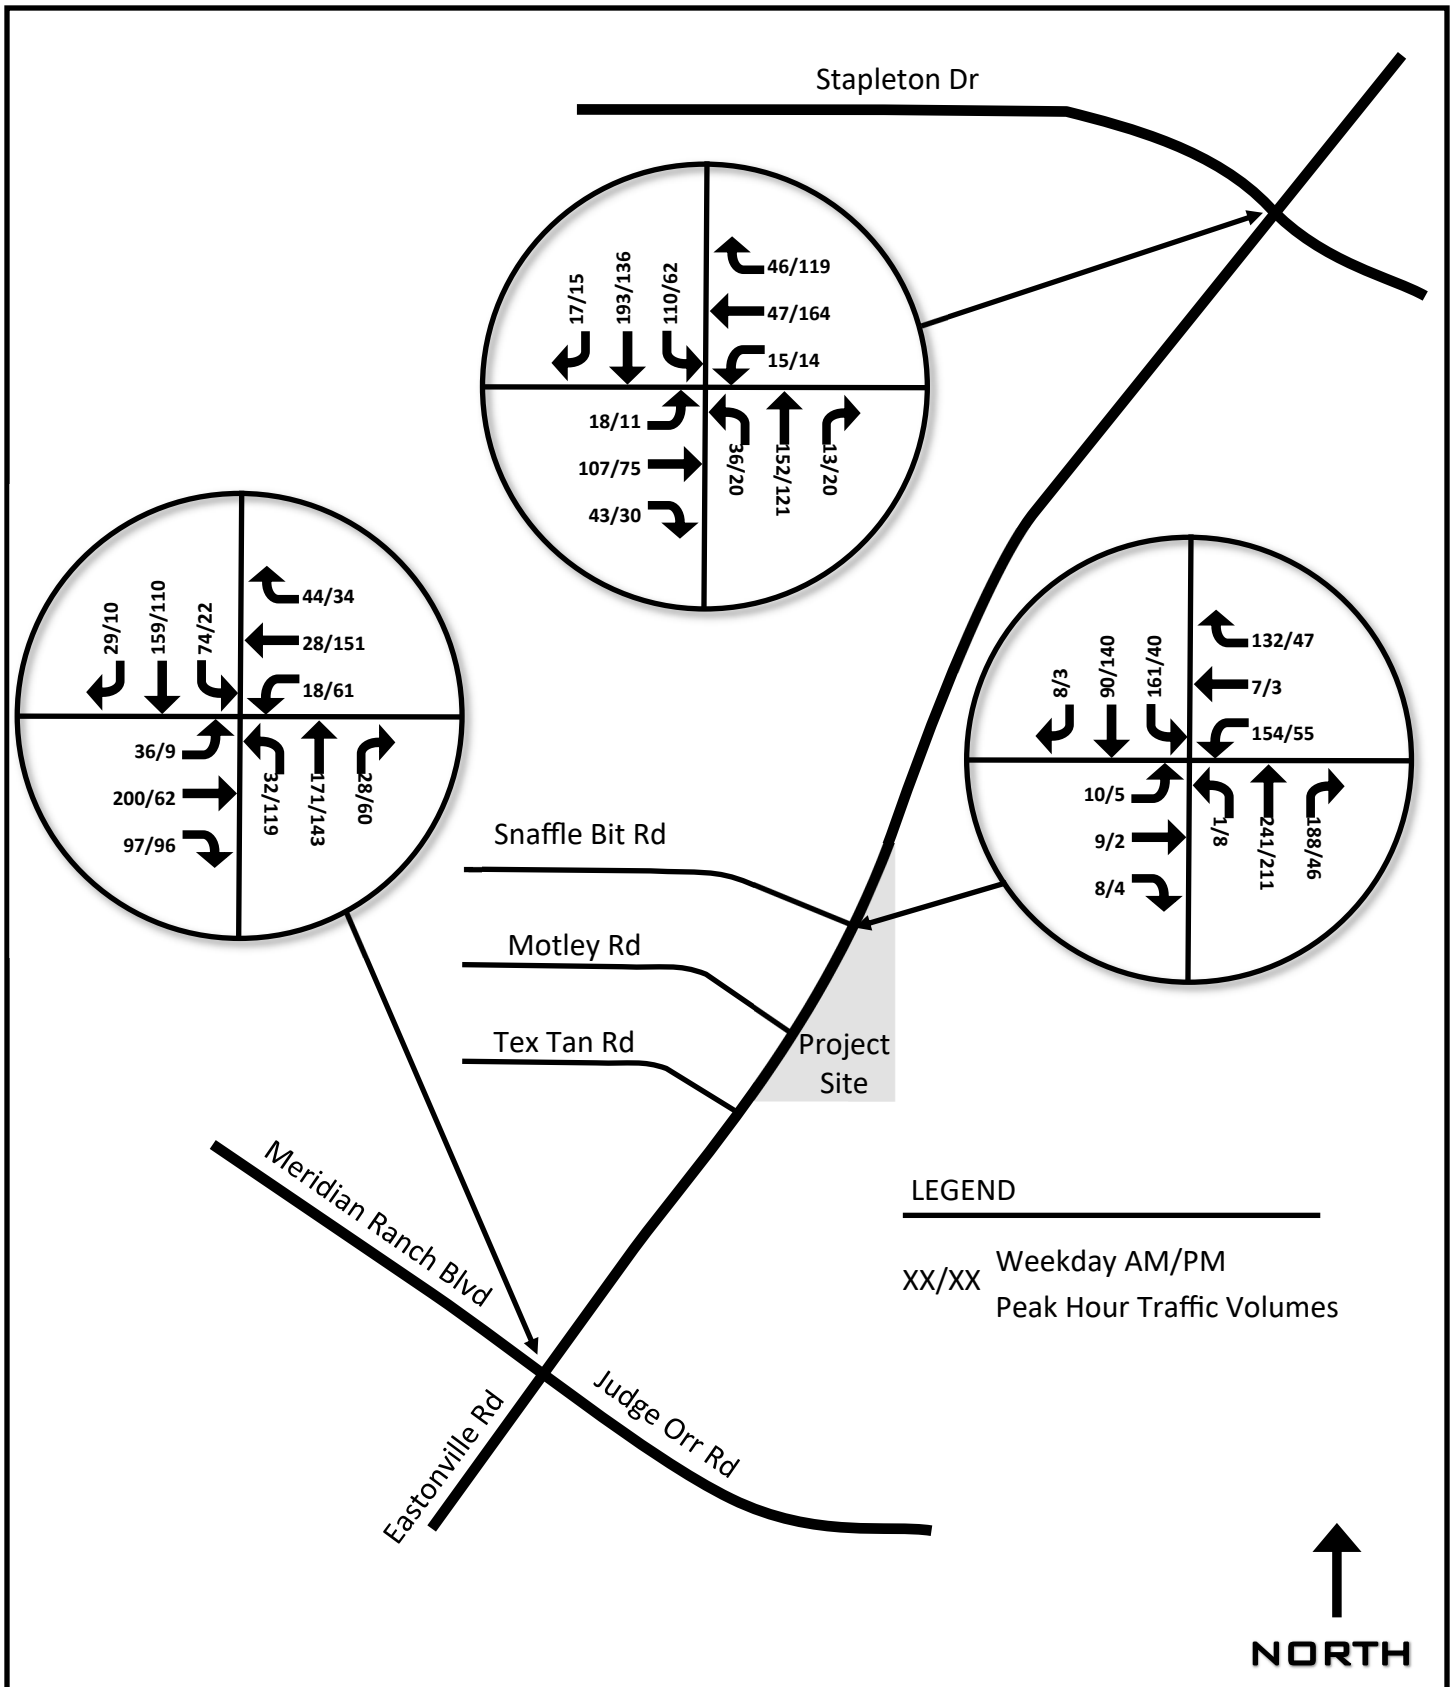 Stapleton Dr
17/15
193/136
110/62
46/119
47/164
15/14
18/11
107/75
43/30
36/20
152/121
13/20
29/10
159/110
74/22
44/34
28/151
18/61
36/9
200/62
97/96
32/119
171/143
28/60
8/3
90/140
161/40
132/47
7/3
154/55
10/5
9/2
8/4
1/8
241/211
188/46
Snaffle Bit Rd
Motley Rd
Tex Tan Rd
Project
Site
Meridian Ranch Blvd
Judge Orr Rd
Eastonville Rd
LEGEND
XX/XX
Weekday AM/PM
Peak Hour Traffic Volumes
NORTH